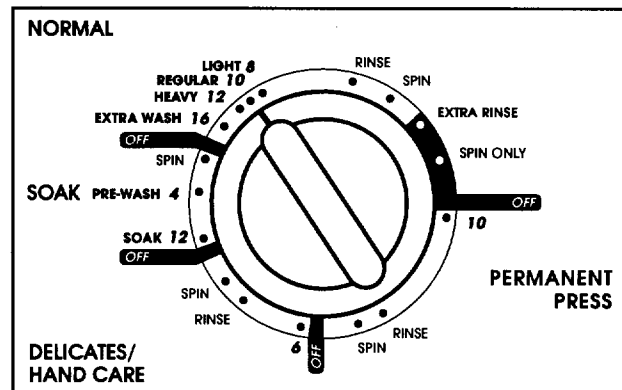 NORMAL
LIGHT 8
REGULAR 10
HEAVY 12
EXTRA WASH 16
OFF
RINSE
SPIN
EXTRA RINSE
SPIN ONLY
OFF
SPIN
SOAK
PRE-WASH 4
SOAK 12
OFF
10
PERMANENT
PRESS
SPIN
RINSE
6
OFF
SPIN
RINSE
DELICATES/
HAND CARE